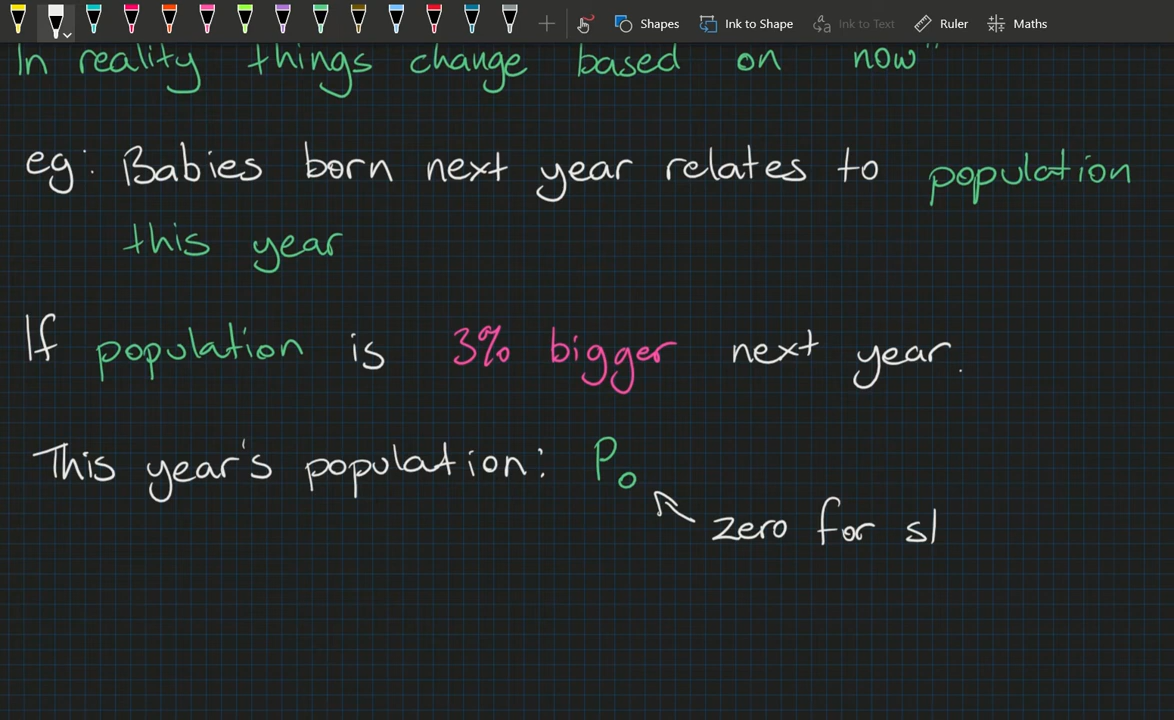 Shapes Ink to Shape Ink to Text Ruler Maths
In reality things change based on now"
eg: Babies born next year relates to population
this year
If population is 3% bigger next year.
This year's population: P₀
zero for